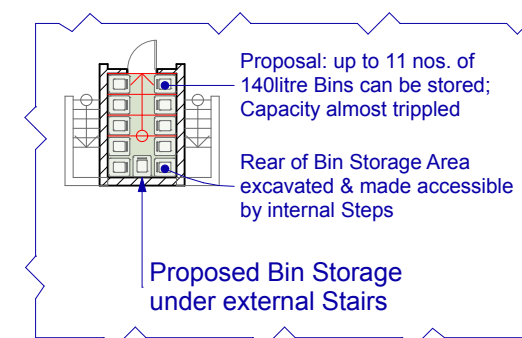 Proposal: up to 11 nos. of
140litre Bins can be stored;
Capacity almost trippled
Rear of Bin Storage Area
excavated & made accessible
by internal Steps
Proposed Bin Storage
under external Stairs